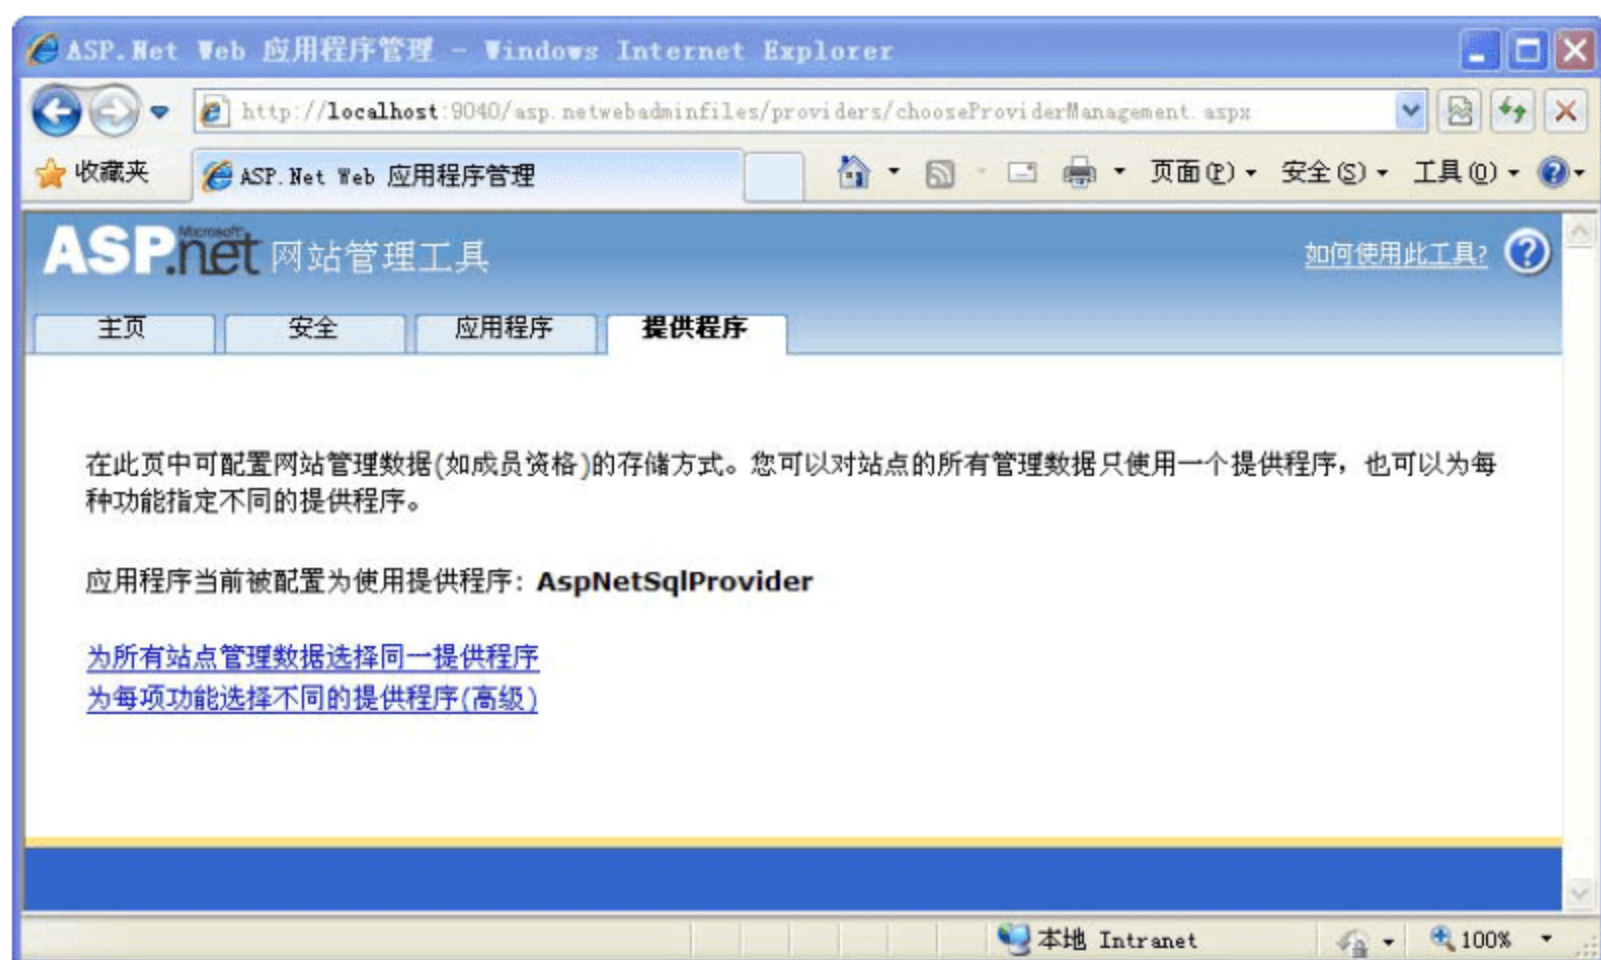 ASP.Net Web 应用程序管理 - Windows Internet Explorer
http://localhost:9040/asp.netwebadminfiles/providers/chooseProviderManagement.aspx
收藏夹
ASP.Net Web 应用程序管理
页面(P)
安全(S)
工具(O)
Microsoft
ASP.net 网站管理工具
如何使用此工具?
主页
安全
应用程序
提供程序
在此页中可配置网站管理数据(如成员资格)的存储方式。您可以对站点的所有管理数据只使用一个提供程序，也可以为每
种功能指定不同的提供程序。
应用程序当前被配置为使用提供程序: AspNetSqlProvider
为所有站点管理数据选择同一提供程序
为每项功能选择不同的提供程序(高级)
本地 Intranet
100%